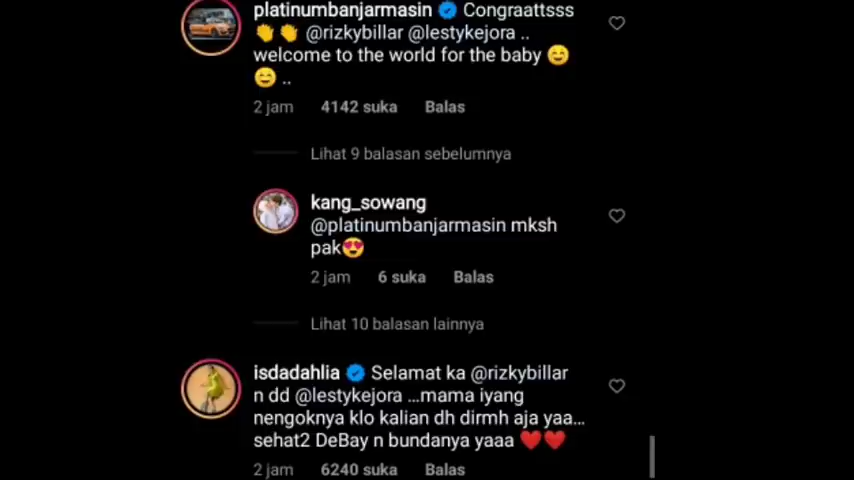 platinumbanjarmasin Congraattsss
👏👏 @rizkybillar @lestykejora ..
welcome to the world for the baby 😊
😊 ..
2 jam 4142 suka Balas
Lihat 9 balasan sebelumnya
kang_sowang
@platinumbanjarmasin mksh
pak😍
2 jam 6 suka Balas
Lihat 10 balasan lainnya
isdadahlia Selamat ka @rizkybillar
n dd @lestykejora ...mama iyang
nengoknya klo kalian dh dirmh aja yaa...
sehat2 DeBay n bundanya yaaa ❤️❤️
2 jam 6240 suka Balas